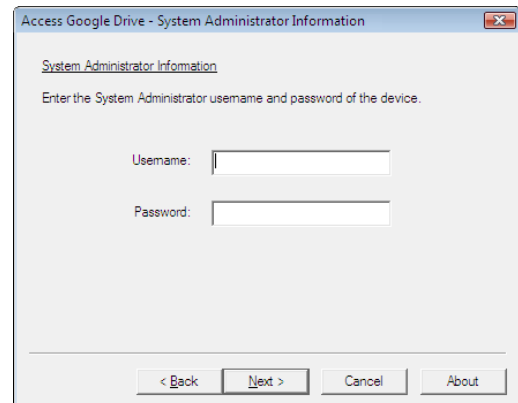 Access Google Drive - System Administrator Information
System Administrator Information
Enter the System Administrator username and password of the device.
Username:
Password:
< Back
Next >
Cancel
About